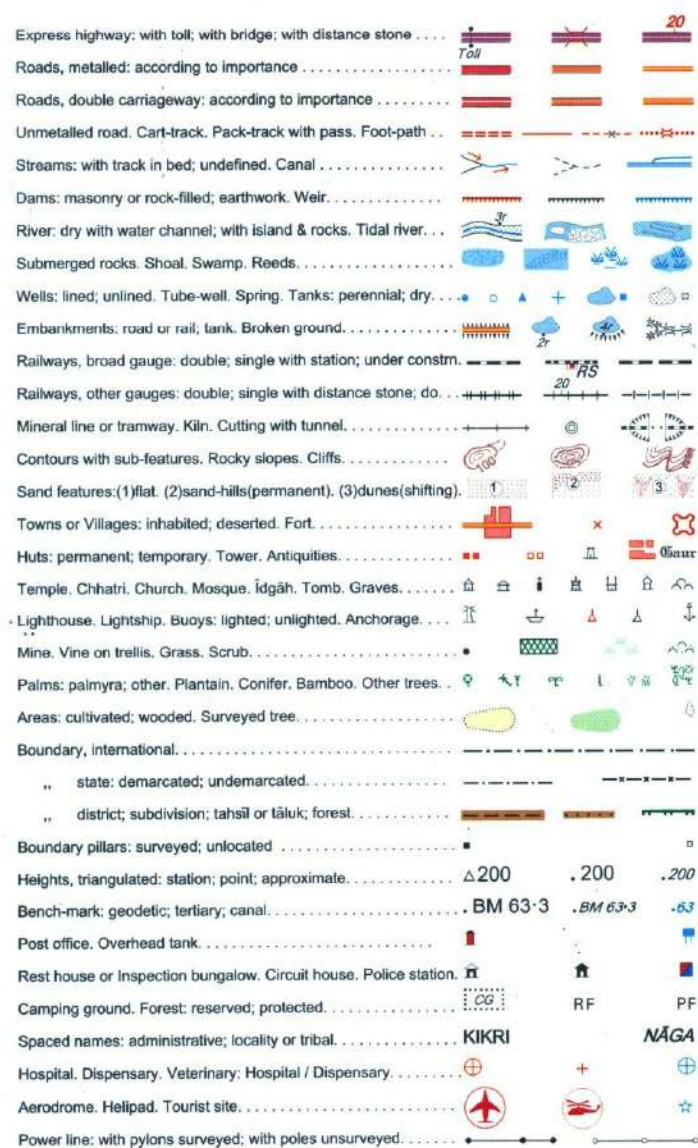 20
Express highway: with toll; with bridge; with distance stone ....
Toll
Roads, metalled: according to importance ................
Roads, double carriageway: according to importance ..........
Unmetalled road. Cart-track. Pack-track with pass. Foot-path ..
Streams: with track in bed; undefined. Canal ..............
Dams: masonry or rock-filled; earthwork. Weir.............
River: dry with water channel; with island & rocks. Tidal river...
3r
Submerged rocks. Shoal. Swamp. Reeds...................
Wells: lined; unlined. Tube-well. Spring. Tanks: perennial; dry...
Embankments: road or rail; tank. Broken ground............
2r
4r
Railways, broad gauge: double; single with station; under constrn.
RS
Railways, other gauges: double; single with distance stone; do...
20
Mineral line or tramway. Kiln. Cutting with tunnel............
Contours with sub-features. Rocky slopes. Cliffs.............
100
Sand features:(1)flat. (2)sand-hills(permanent). (3)dunes(shifting).
1 2 3
Towns or Villages: inhabited; deserted. Fort................
Huts: permanent; temporary. Tower. Antiquities.............
Gaur
Temple. Chhatri. Church. Mosque. Īdgāh. Tomb. Graves........
Lighthouse. Lightship. Buoys: lighted; unlighted. Anchorage....
Mine. Vine on trellis. Grass. Scrub......................
Palms: palmyra; other. Plantain. Conifer. Bamboo. Other trees..
Areas: cultivated; wooded. Surveyed tree..................
Boundary, international................................
,, state: demarcated; undemarcated..................
,, district; subdivision; tahsīl or tāluk; forest.............
Boundary pillars: surveyed; unlocated ...................
Heights, triangulated: station; point; approximate............ 200 .200 .200
Bench-mark: geodetic; tertiary; canal..................... .BM 63·3 .BM 63·3 .63
Post office. Overhead tank.............................
Rest house or Inspection bungalow. Circuit house. Police station.
Camping ground. Forest: reserved; protected............... CG RF PF
Spaced names: administrative; locality or tribal.............. KIKRI NĀGA
Hospital. Dispensary. Veterinary: Hospital / Dispensary........
Aerodrome. Helipad. Tourist site........................
Power line: with pylons surveyed; with poles unsurveyed.......